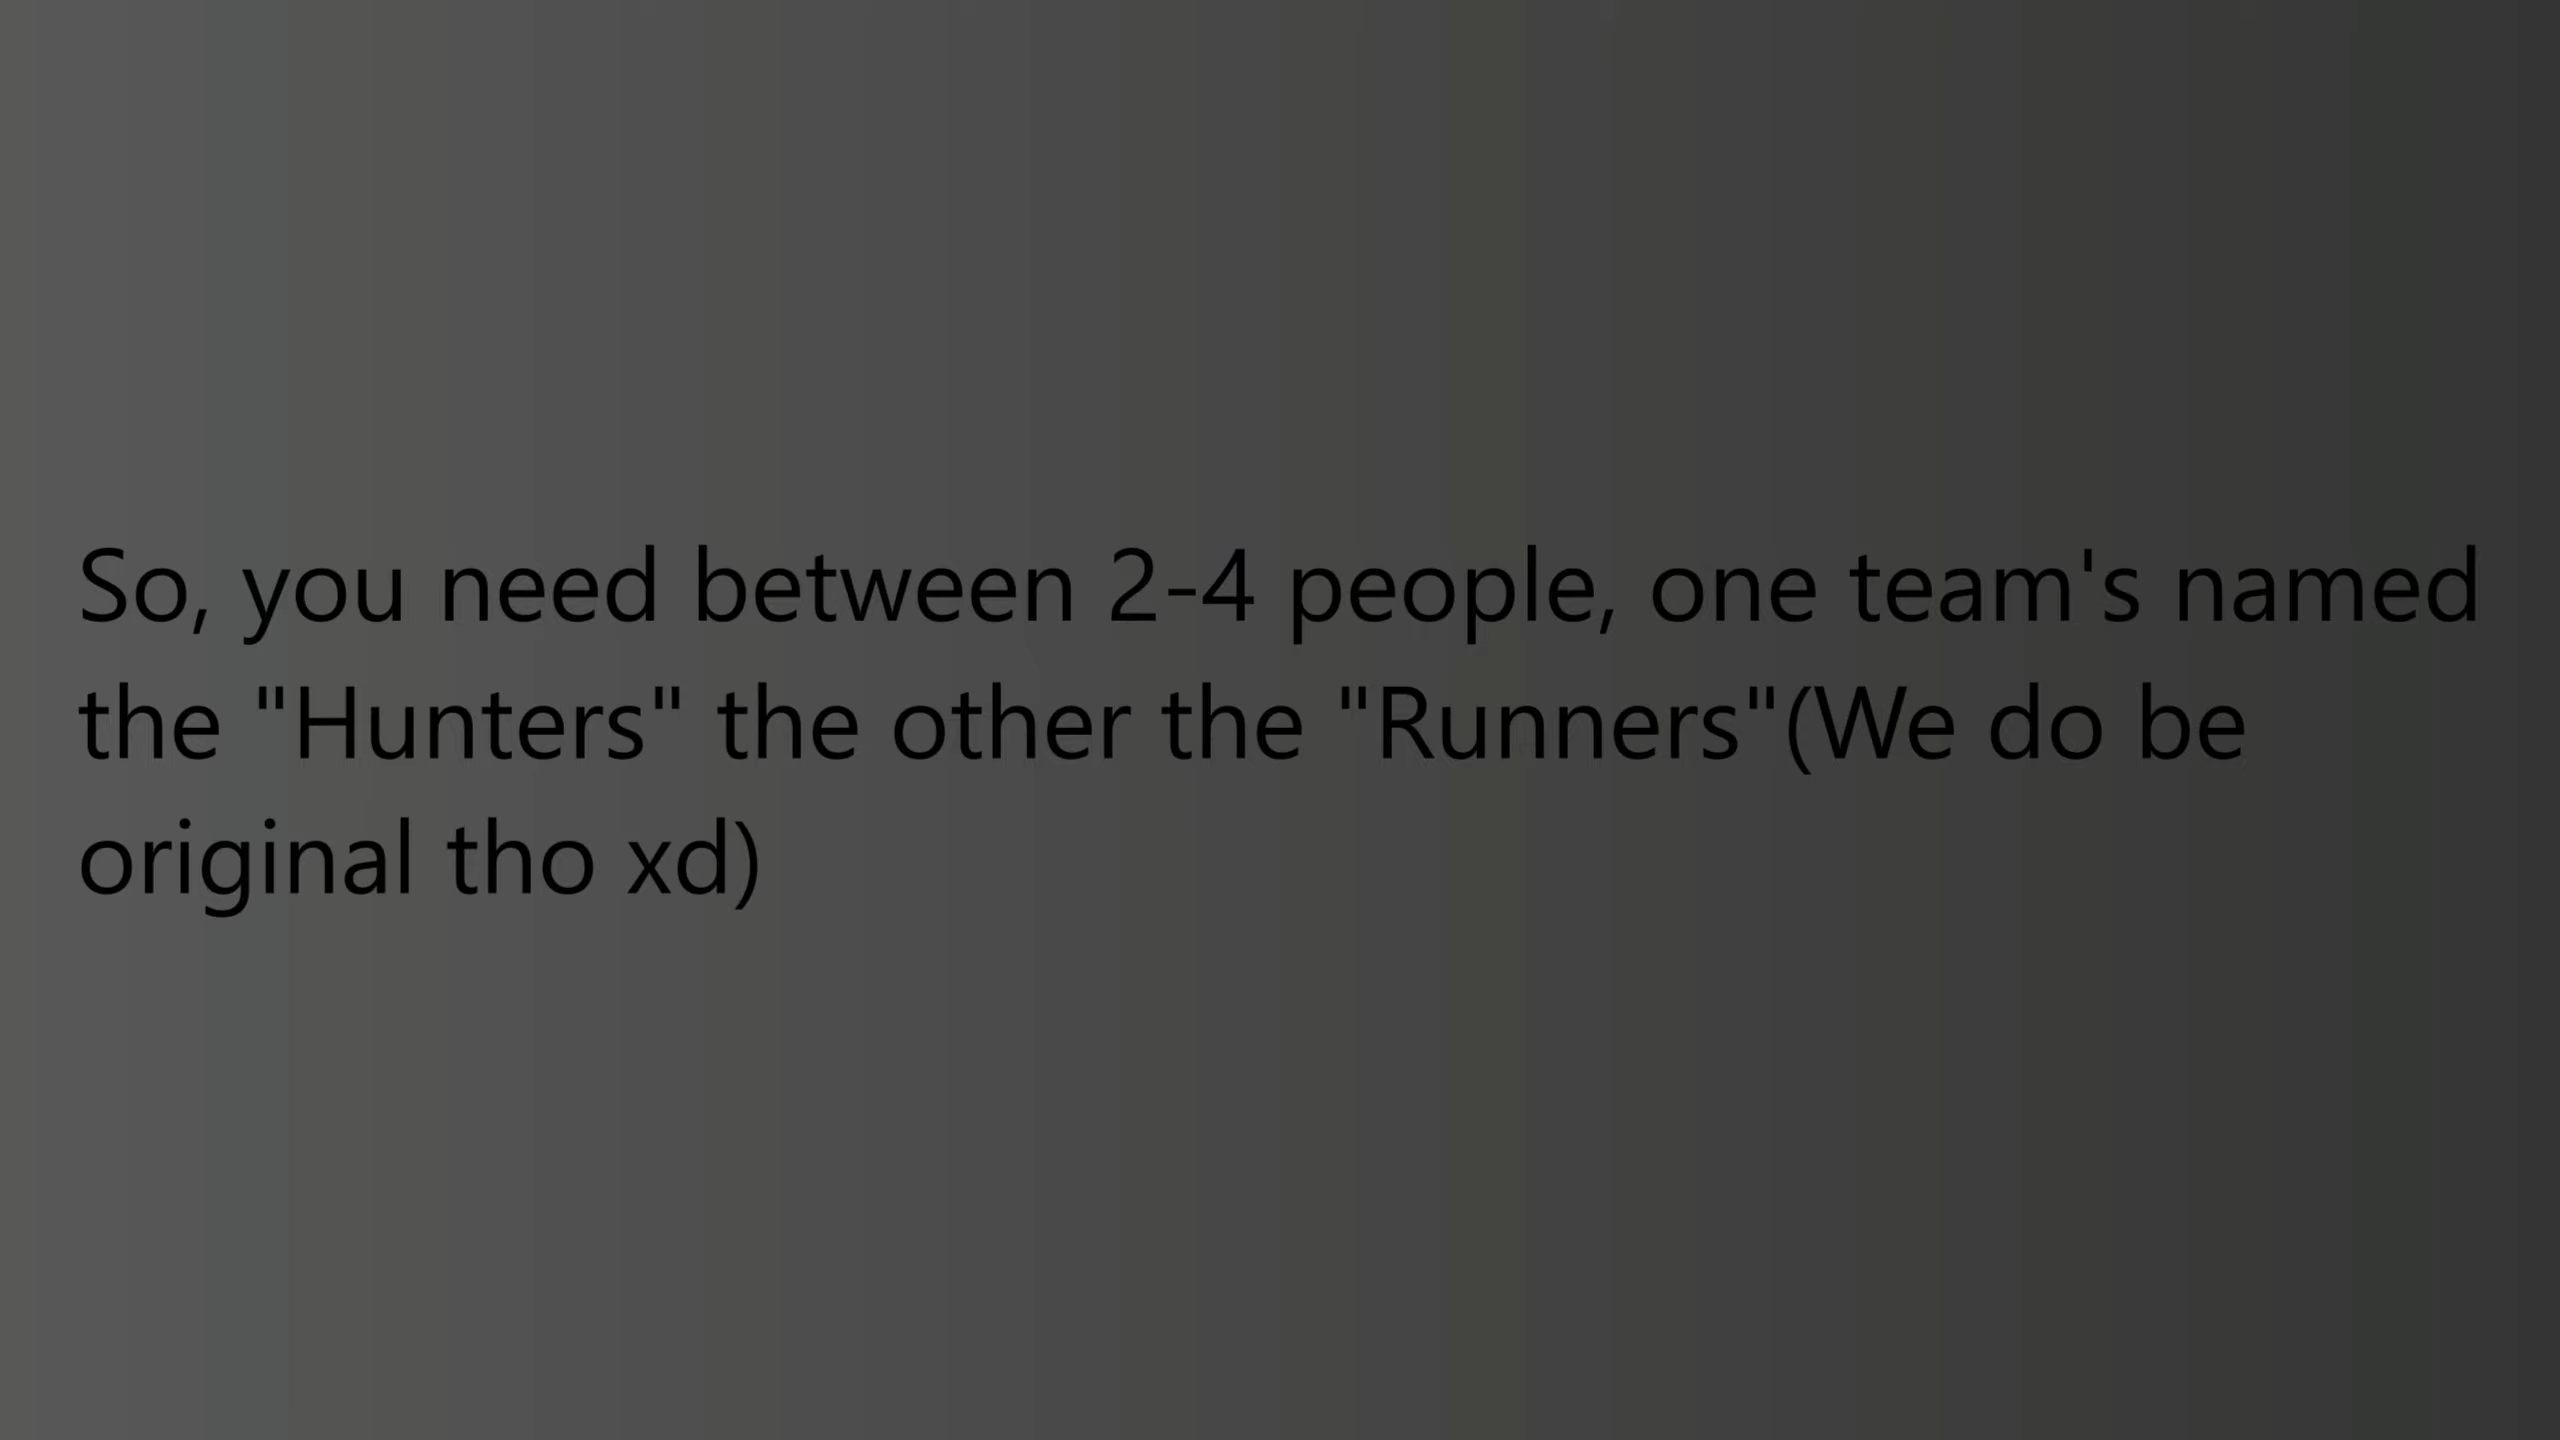 So, you need between 2-4 people, one team's named
the "Hunters" the other the "Runners"(We do be
original tho xd)